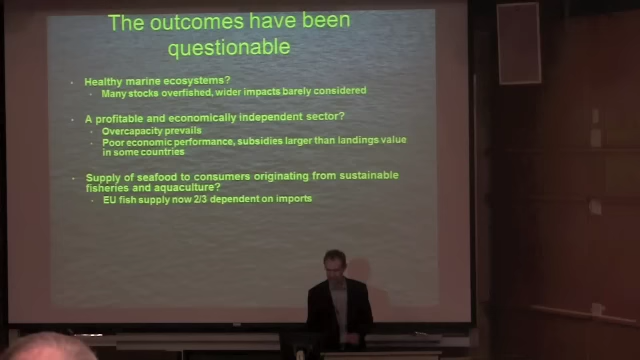 The outcomes have been
questionable
· Healthy marine ecosystems?
· Many stocks overfished, wider impacts barely considered
· A profitable and economically independent sector?
· Overcapacity prevails
· Poor economic performance, subsidies larger than landings value
in some countries
· Supply of seafood to consumers originating from sustainable
fisheries and aquaculture?
· EU fish supply now 2/3 dependent on imports